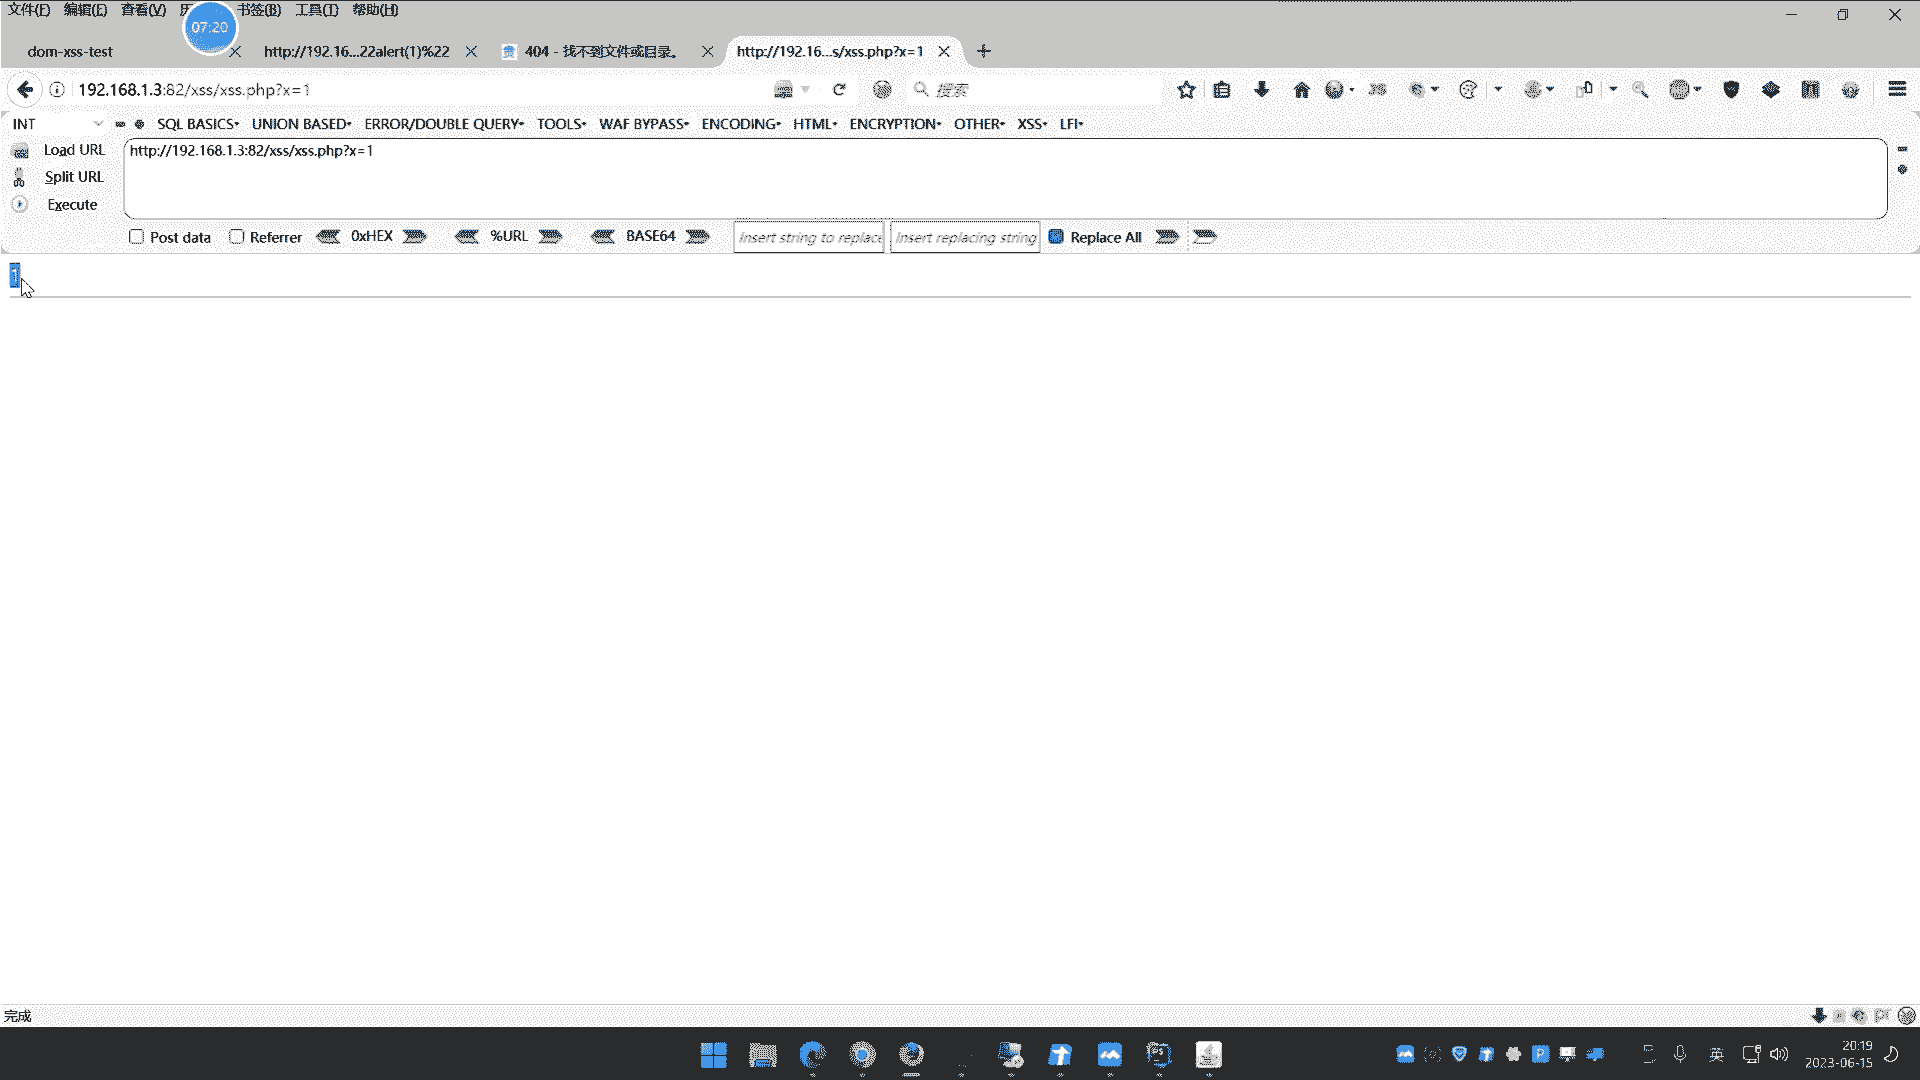 文件(F) 编辑(E) 查看(V) 历 书签(B) 工具(T) 帮助(H)
07:20
dom-xss-test
http://192.16...22alert(1)%22
404 - 找不到文件或目录。
http://192.16...s/xss.php?x=1
192.168.1.3:82/xss/xss.php?x=1
搜索
INT
SQL BASICS UNION BASED ERROR/DOUBLE QUERY TOOLS WAF BYPASS ENCODING HTML ENCRYPTION OTHER XSS LFI
Load URL
http://192.168.1.3:82/xss/xss.php?x=1
Split URL
Execute
Post data Referrer 0xHEX %URL BASE64 Insert string to replace Insert replacing string Replace All
1
完成
英
20:19
2023-06-15